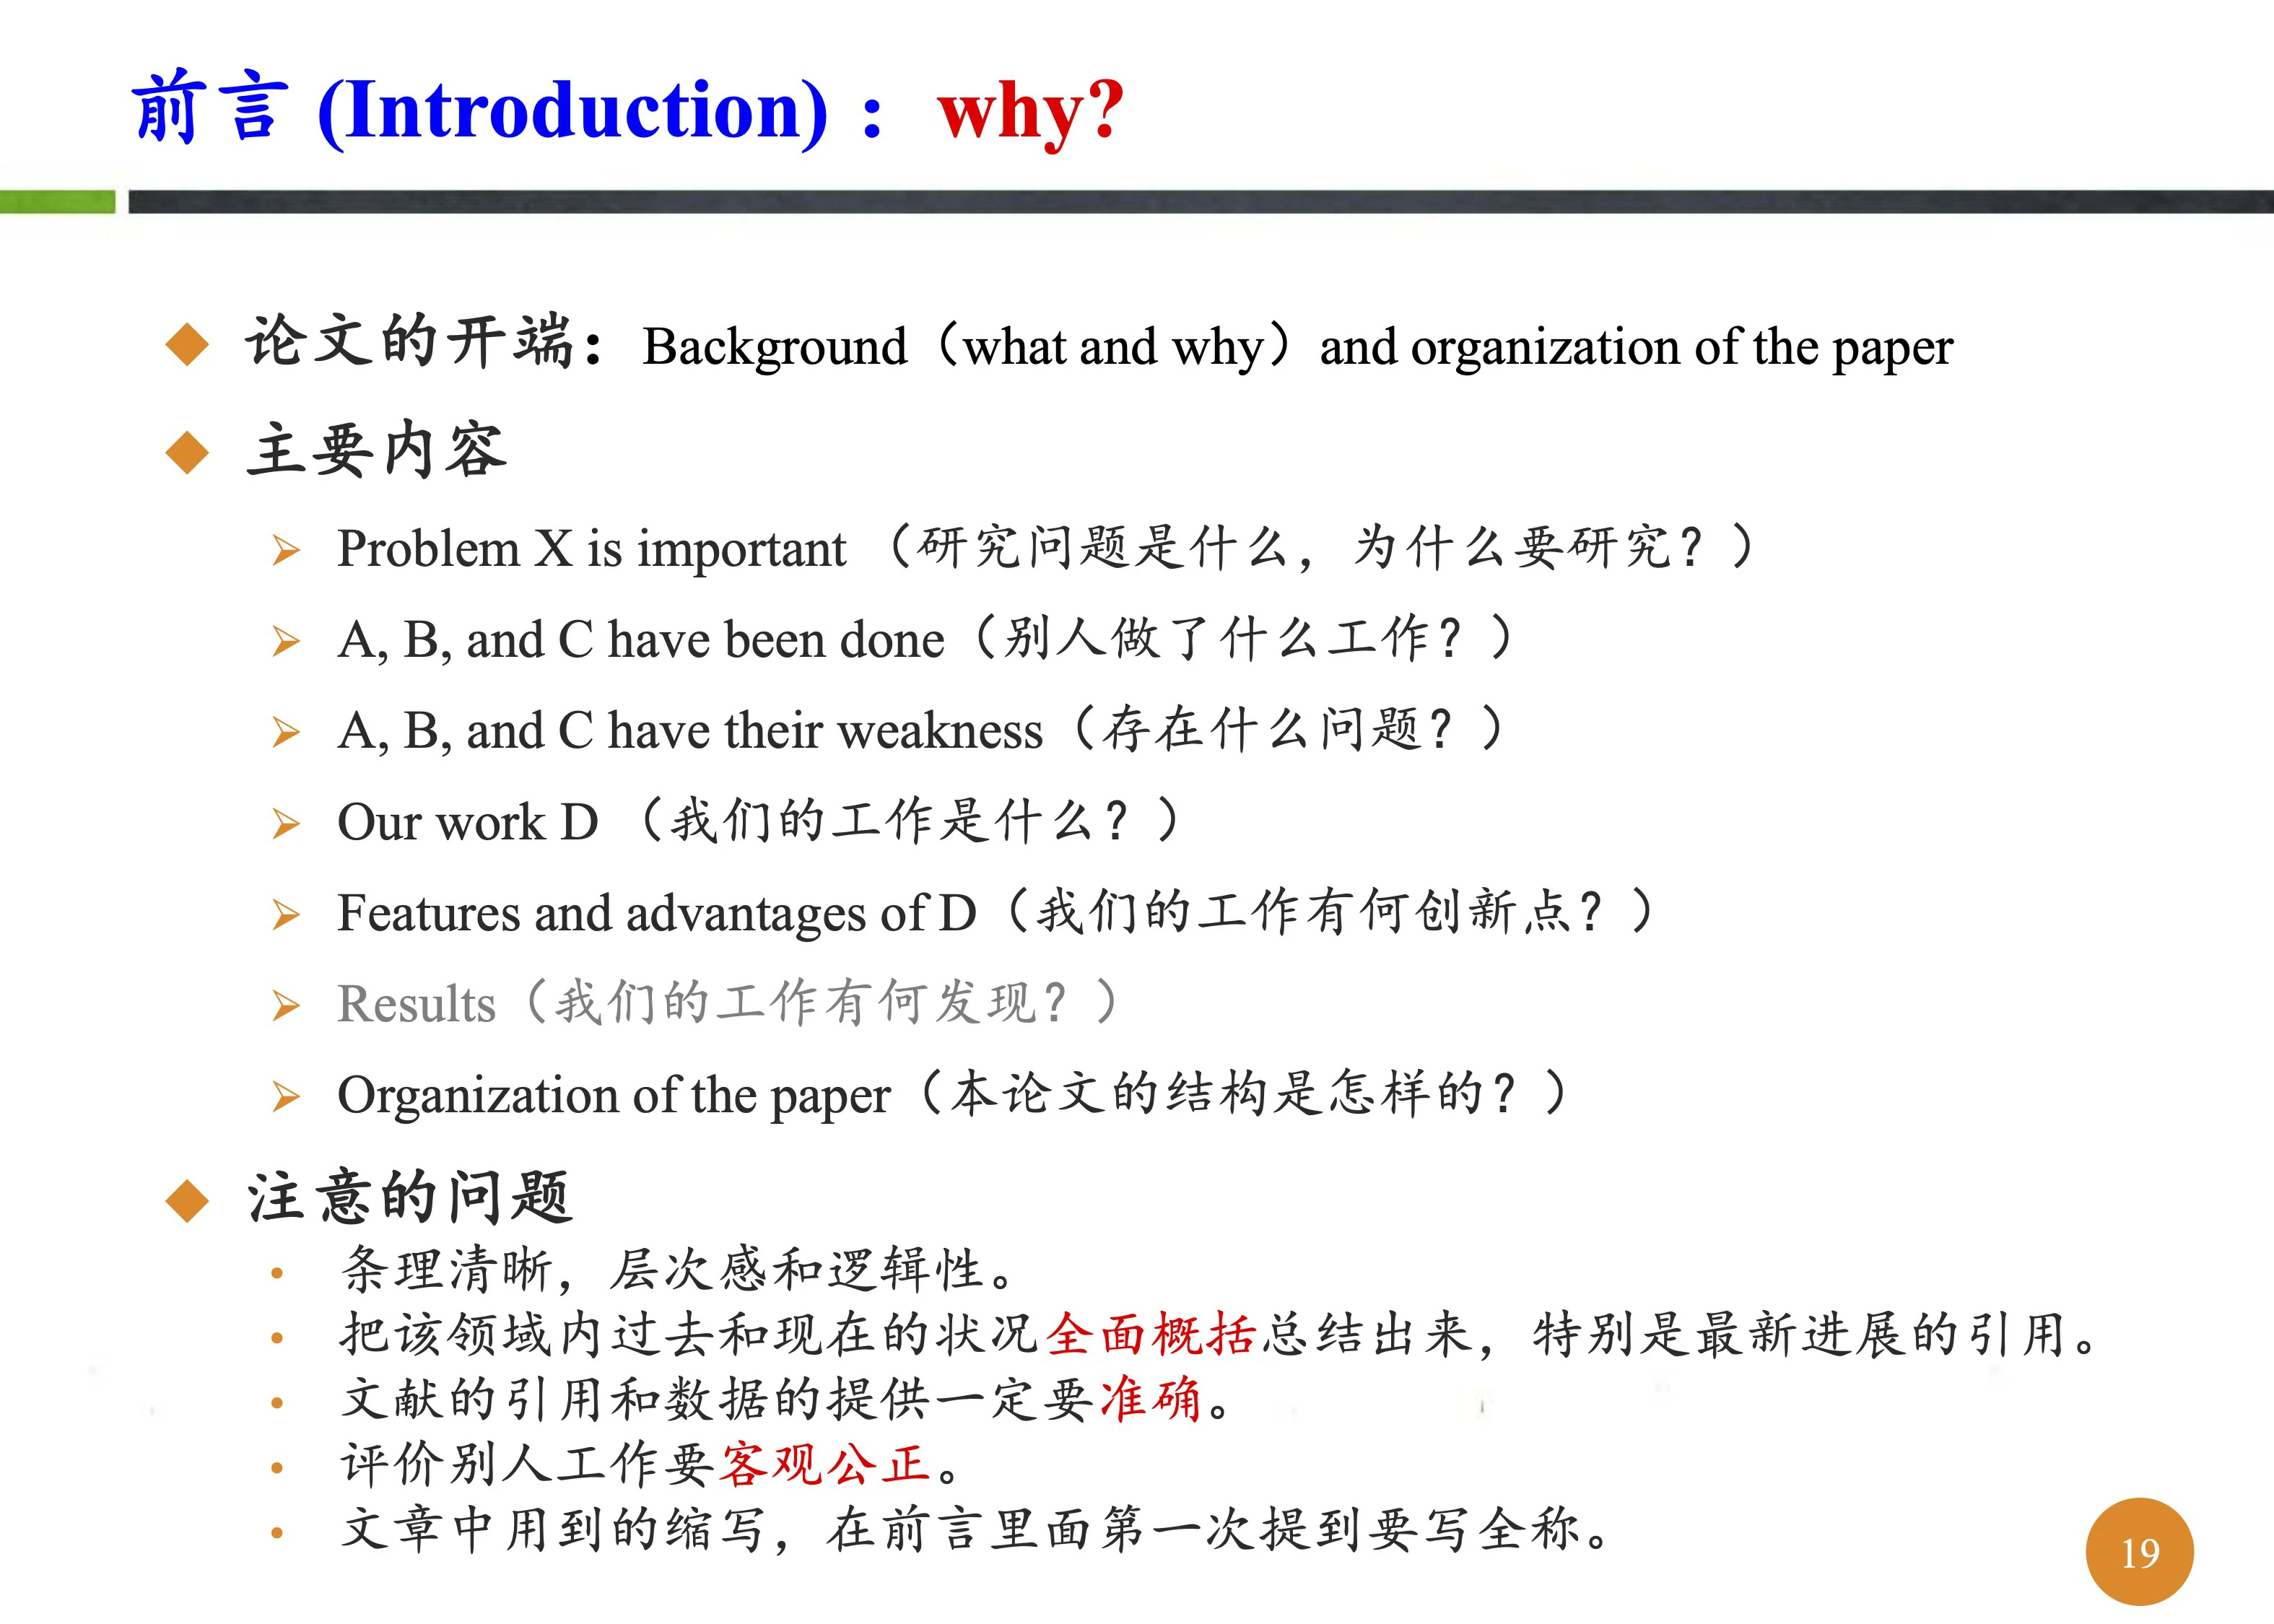 前言 (Introduction) ： why?
论文的开端：Background（what and why）and organization of the paper
主要内容
Problem X is important （研究问题是什么，为什么要研究？）
A, B, and C have been done（别人做了什么工作？）
A, B, and C have their weakness（存在什么问题？）
Our work D （我们的工作是什么？）
Features and advantages of D（我们的工作有何创新点？）
Results（我们的工作有何发现？）
Organization of the paper（本论文的结构是怎样的？）
注意的问题
条理清晰，层次感和逻辑性。
把该领域内过去和现在的状况全面概括总结出来，特别是最新进展的引用。
文献的引用和数据的提供一定要准确。
评价别人工作要客观公正。
文章中用到的缩写，在前言里面第一次提到要写全称。
19